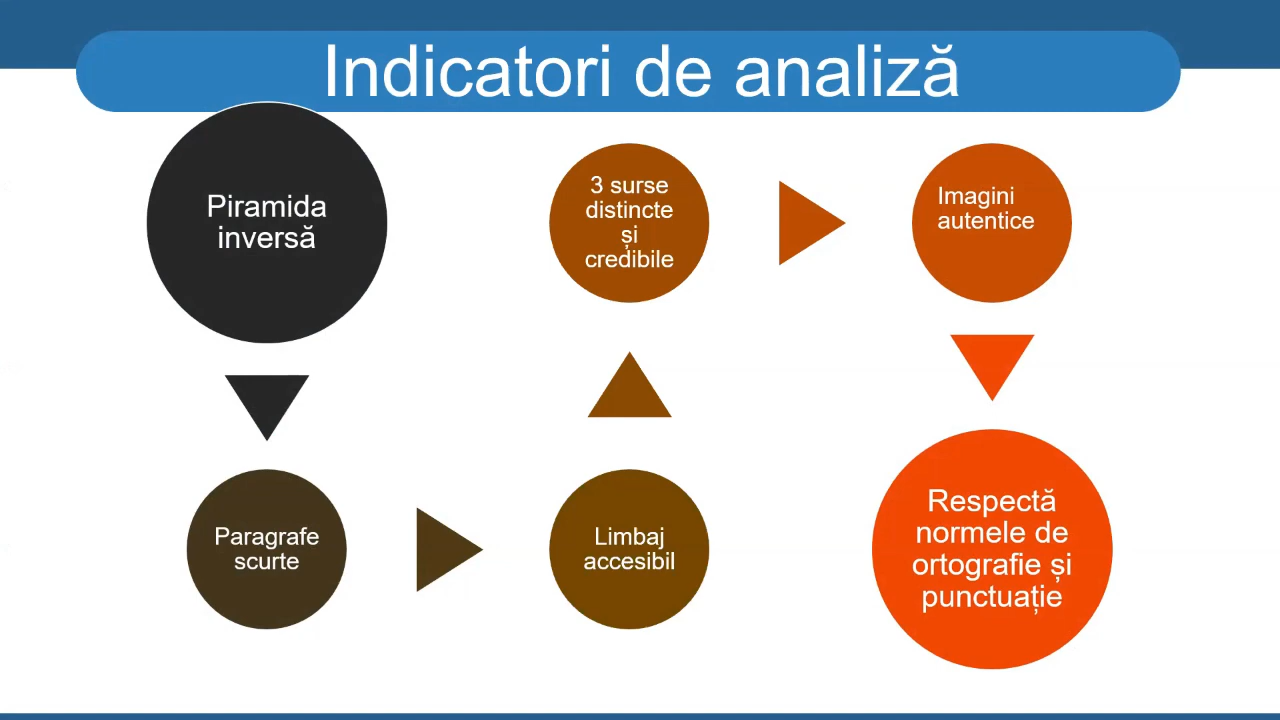 Indicatori de analiză
Piramida
inversă
Paragrafe
scurte
Limbaj
accesibil
3 surse
distincte
și
credibile
Imagini
autentice
Respectă
normele de
ortografie și
punctuație